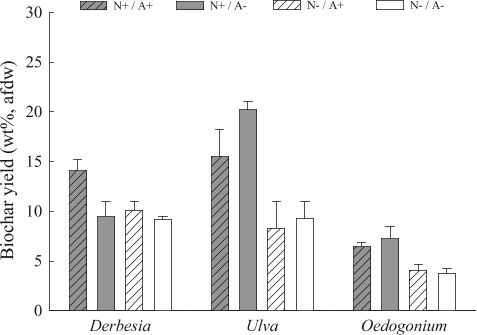 N+ / A+ N+ / A- N- / A+ N- / A-
30
25
20
15
10
5
0
Biochar yield (wt%, afdw)
Derbesia Ulva Oedogonium